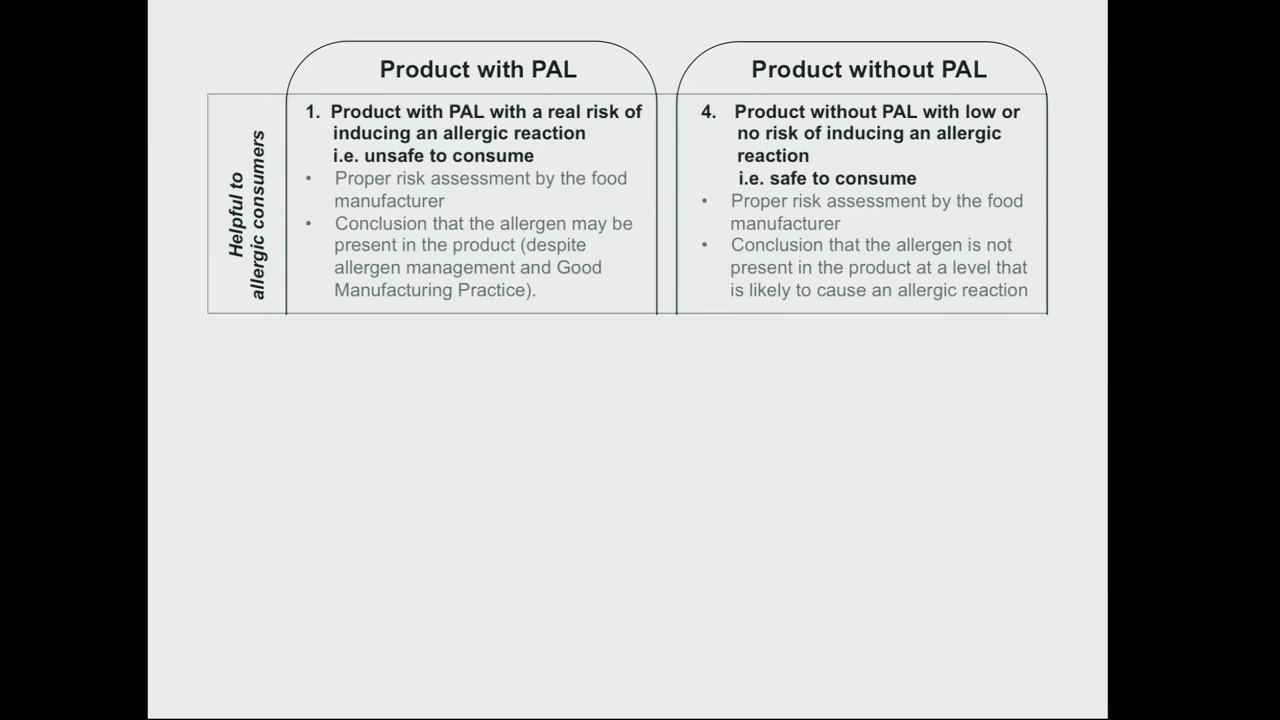 Product with PAL
Product without PAL
Helpful to
allergic consumers
1. Product with PAL with a real risk of
inducing an allergic reaction
i.e. unsafe to consume
• Proper risk assessment by the food
manufacturer
• Conclusion that the allergen may be
present in the product (despite
allergen management and Good
Manufacturing Practice).
4. Product without PAL with low or
no risk of inducing an allergic
reaction
i.e. safe to consume
• Proper risk assessment by the food
manufacturer
• Conclusion that the allergen is not
present in the product at a level that
is likely to cause an allergic reaction